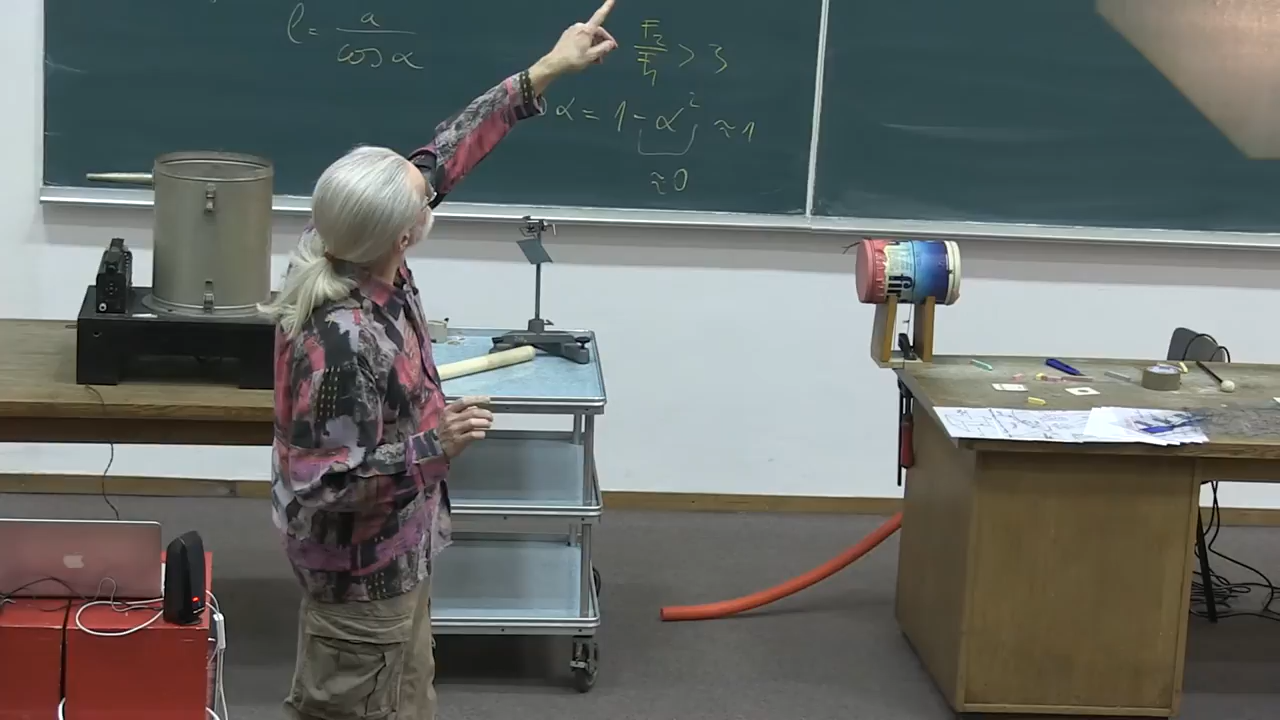 l = a / cos α
F₂ / F₁ > 3
α = 1 - α² ≈ 1
≈ 0